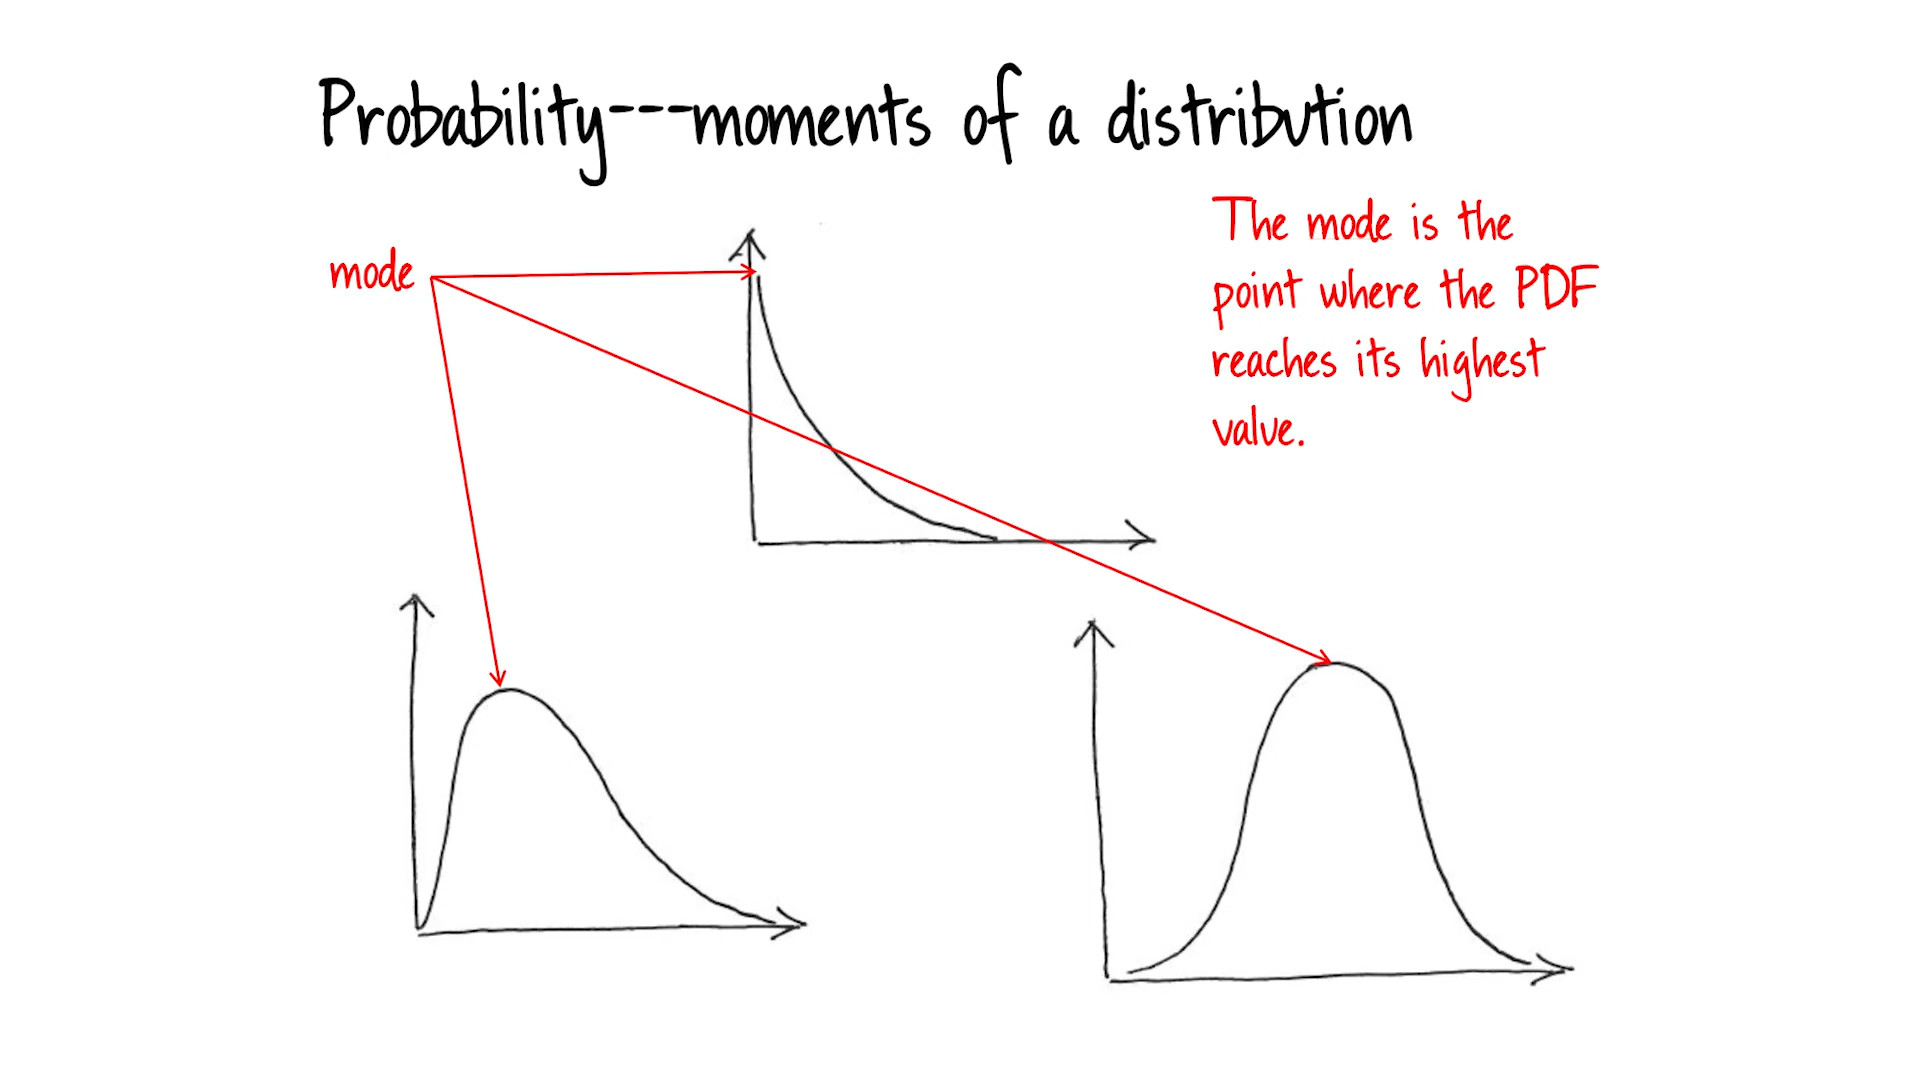 Probability---moments of a distribution
mode
The mode is the
point where the PDF
reaches its highest
value.